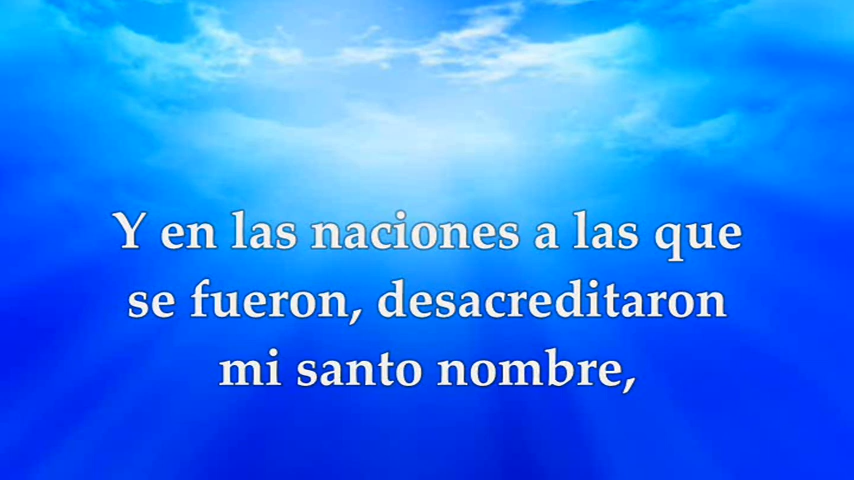 Y en las naciones a las que
se fueron, desacreditaron
mi santo nombre,